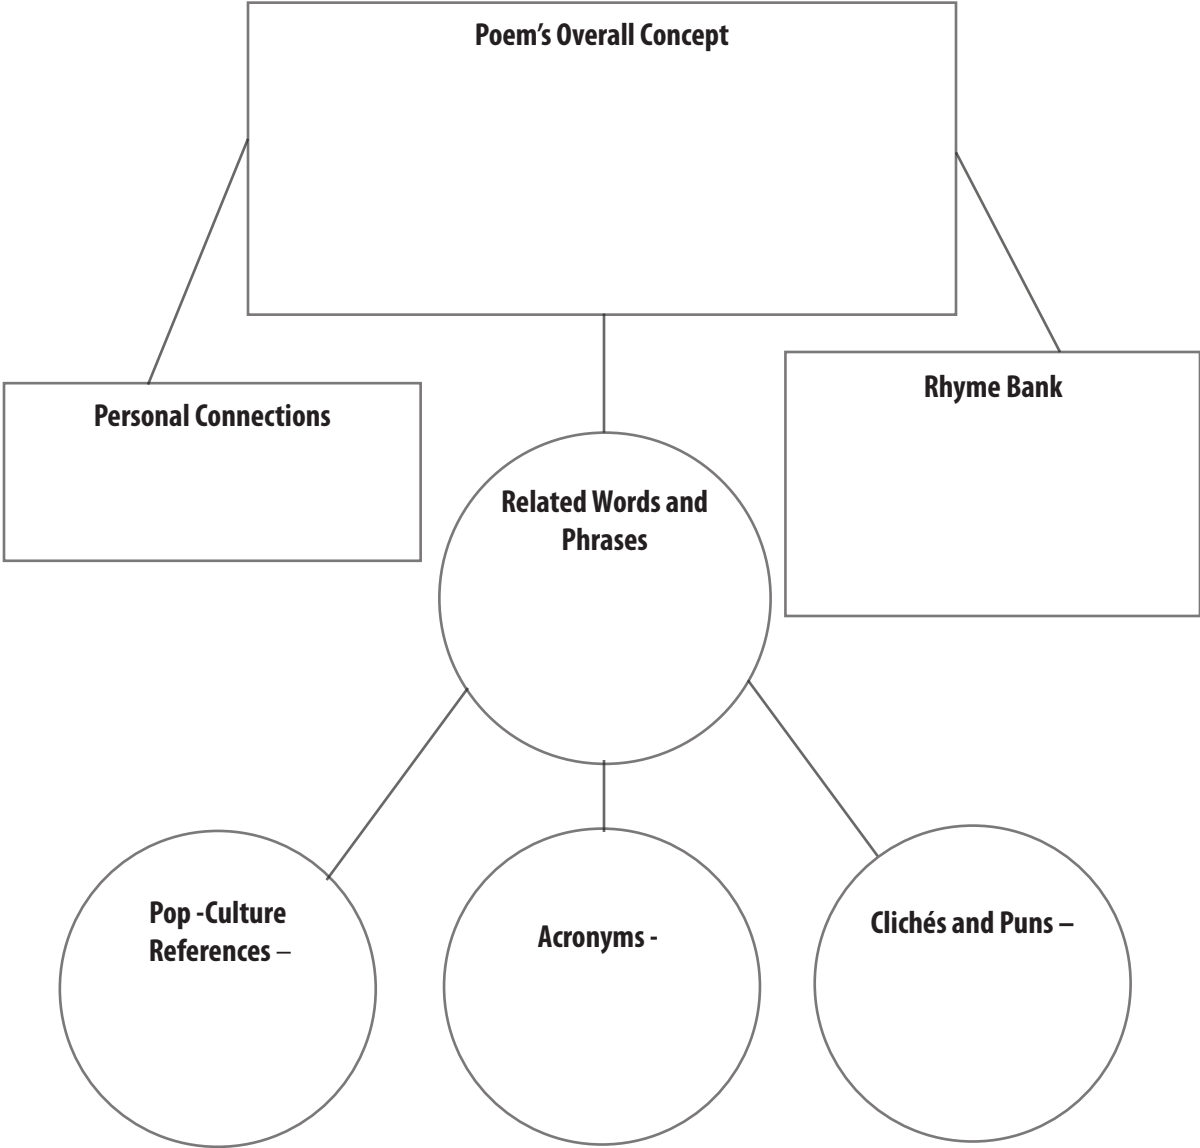 Poem's Overall Concept
Personal Connections
Rhyme Bank
Related Words and
Phrases
Pop -Culture
References –
Acronyms -
Clichés and Puns –